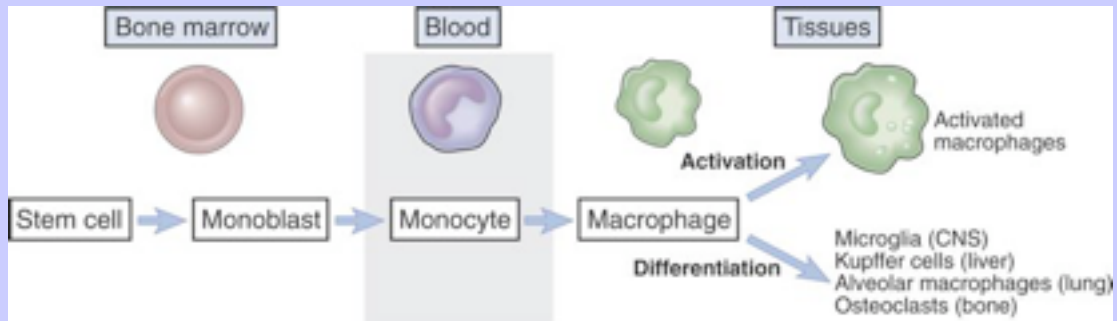 Bone marrow
Blood
Tissues
Activated
macrophages
Activation
Stem cell
Monoblast
Monocyte
Macrophage
Differentiation
Microglia (CNS)
Kupffer cells (liver)
Alveolar macrophages (lung)
Osteoclasts (bone)